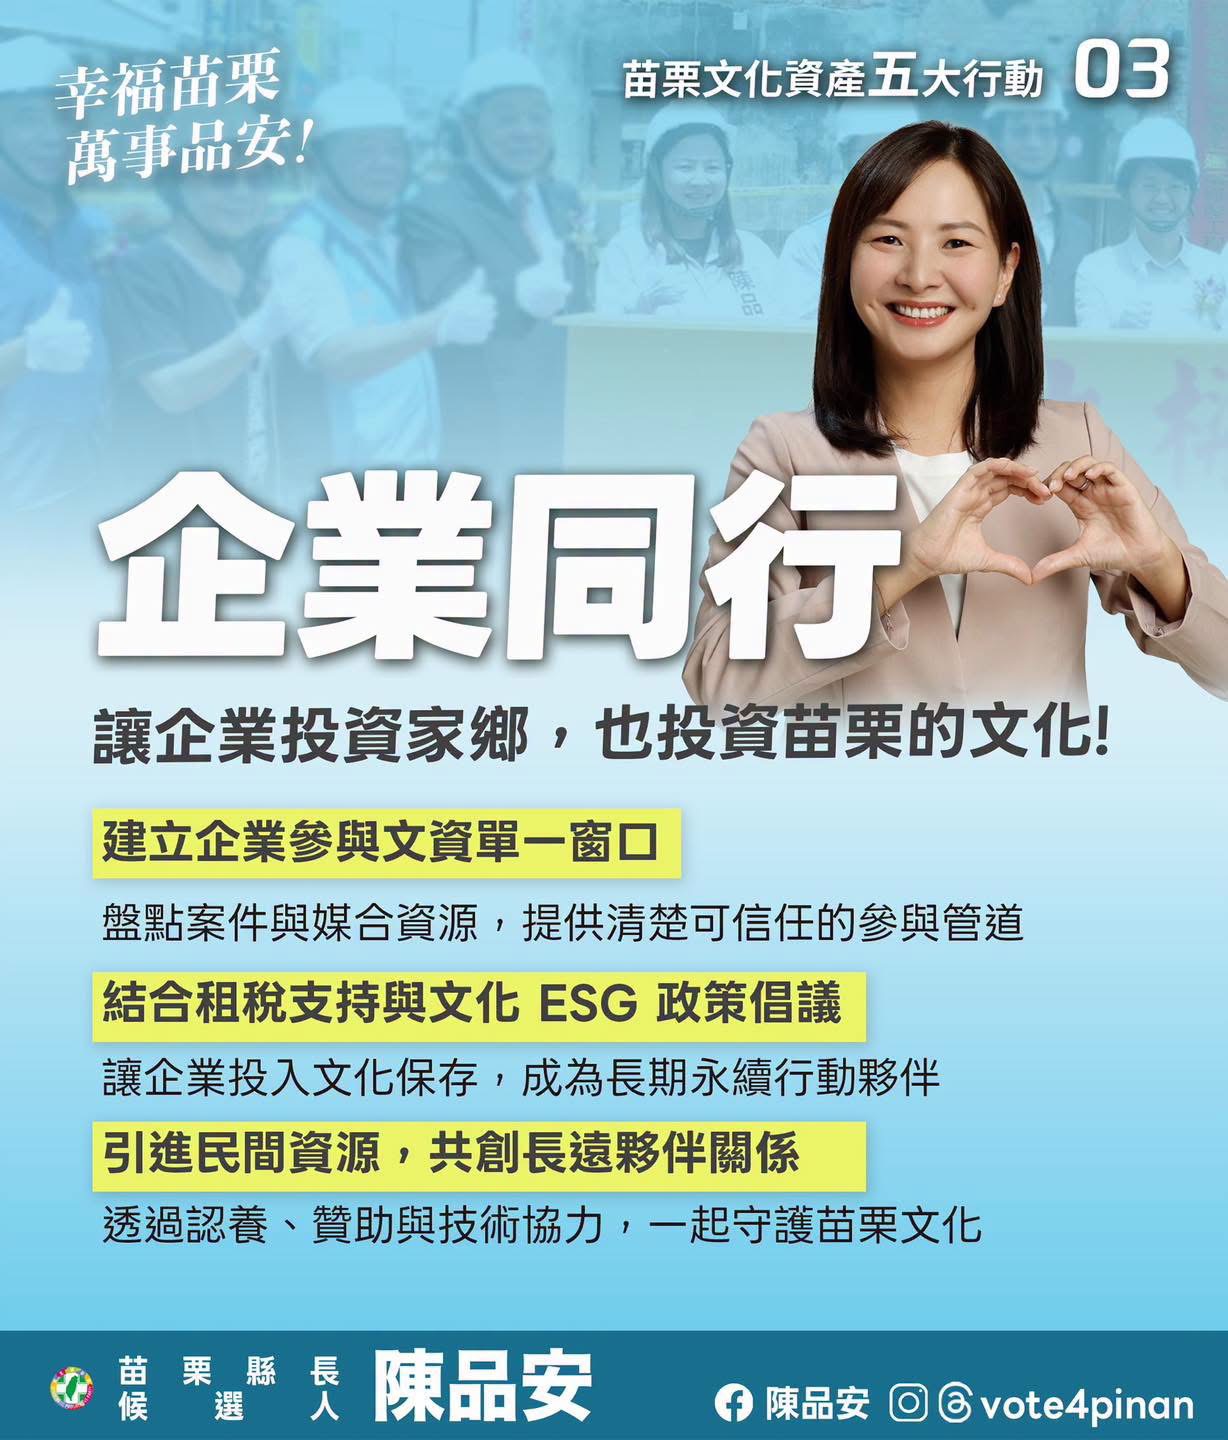 幸福苗栗
萬事品安!
苗栗文化資產五大行動 03
企業同行
讓企業投資家鄉，也投資苗栗的文化!
建立企業參與文資單一窗口
盤點案件與媒合資源，提供清楚可信任的參與管道
結合租稅支持與文化 ESG 政策倡議
讓企業投入文化保存，成為長期永續行動夥伴
引進民間資源，共創長遠夥伴關係
透過認養、贊助與技術協力，一起守護苗栗文化
苗栗縣長
候選人
陳品安
陳品安
vote4pinan